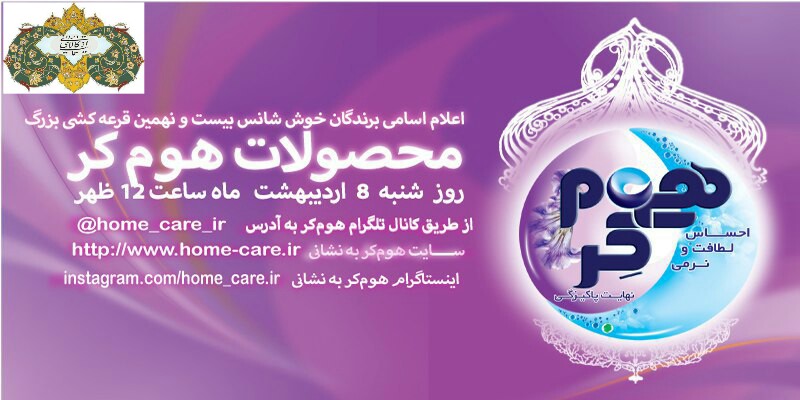 اعلام اسامی برندگان خوش شانس بیست و نهمین قرعه کشی بزرگ
محصولات هوم کر
روز شنبه 8 اردیبهشت ماه ساعت 12 ظهر
از طریق کانال تلگرام هوم‌کر به آدرس @home_care_ir
سایت هوم‌کر به نشانی http://www.home-care.ir
اینستاگرام هوم‌کر به نشانی instagram.com/home_care.ir
هوم
کر
احساس
لطافت و
نرمی
نهایت پاکیزگی